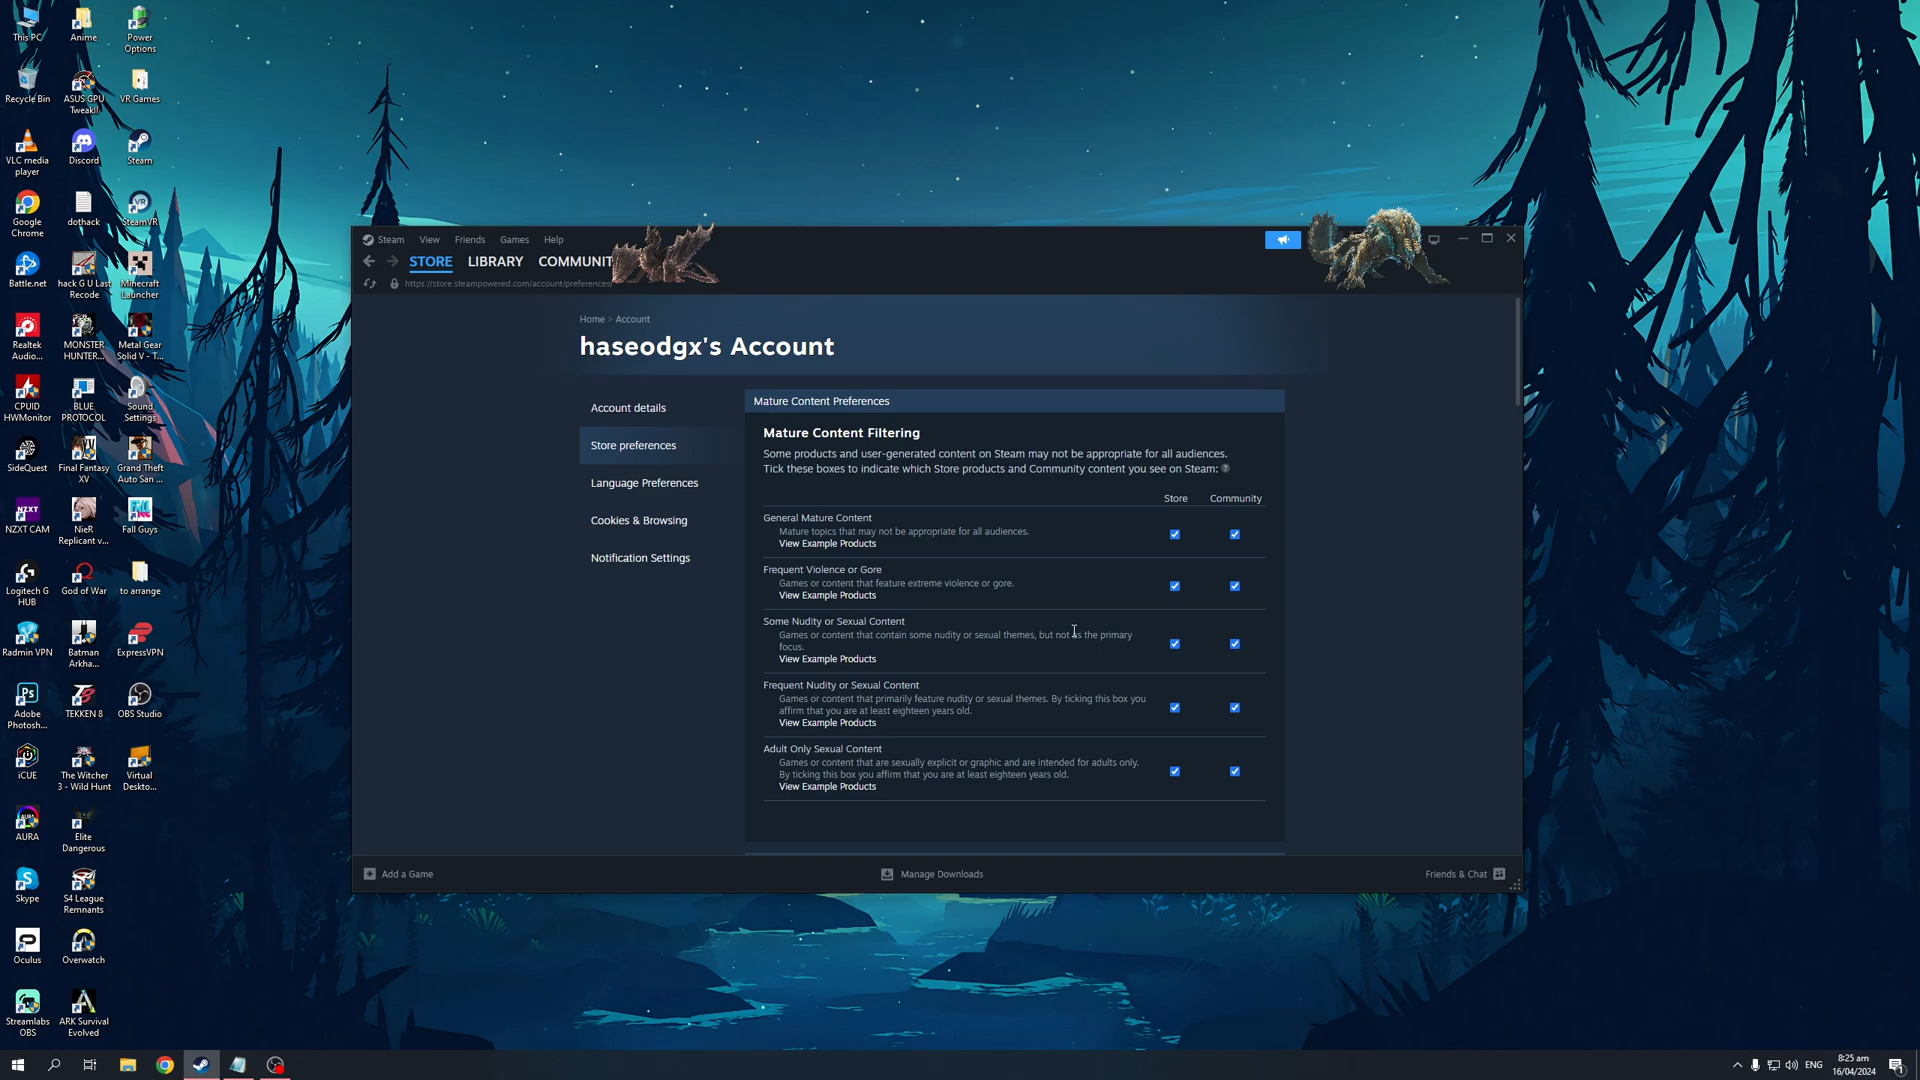 This PC
Anime
Power
Options
Recycle Bin
ASUS GPU
TweakII
VR Games
VLC media
player
Discord
Steam
Google
Chrome
dothack
SteamVR
Battle.net
hack G U Last
Recode
Minecraft
Launcher
Realtek
Audio...
MONSTER
HUNTER...
Metal Gear
Solid V - T...
CPUID
HWMonitor
BLUE
PROTOCOL
Sound
Settings
SideQuest
Final Fantasy
XV
Grand Theft
Auto San ...
NZXT CAM
NieR
Replicant v...
Fall Guys
Logitech G
HUB
God of War
to arrange
Radmin VPN
Batman
Arkha...
ExpressVPN
Adobe
Photosh...
TEKKEN 8
OBS Studio
iCUE
The Witcher
3 - Wild Hunt
Virtual
Deskto...
AURA
Elite
Dangerous
Skype
S4 League
Remnants
Oculus
Overwatch
Streamlabs
OBS
ARK Survival
Evolved
Steam View Friends Games Help
STORE LIBRARY COMMUNIT
https://store.steampowered.com/account/preferences/
Home > Account
haseodgx's Account
Account details
Store preferences
Language Preferences
Cookies & Browsing
Notification Settings
Mature Content Preferences
Mature Content Filtering
Some products and user-generated content on Steam may not be appropriate for all audiences.
Tick these boxes to indicate which Store products and Community content you see on Steam: ?
Store Community
General Mature Content
Mature topics that may not be appropriate for all audiences.
View Example Products
Frequent Violence or Gore
Games or content that feature extreme violence or gore.
View Example Products
Some Nudity or Sexual Content
Games or content that contain some nudity or sexual themes, but not as the primary
focus.
View Example Products
Frequent Nudity or Sexual Content
Games or content that primarily feature nudity or sexual themes. By ticking this box you
affirm that you are at least eighteen years old.
View Example Products
Adult Only Sexual Content
Games or content that are sexually explicit or graphic and are intended for adults only.
By ticking this box you affirm that you are at least eighteen years old.
View Example Products
Add a Game
Manage Downloads
Friends & Chat
ENG
8:25 am
16/04/2024